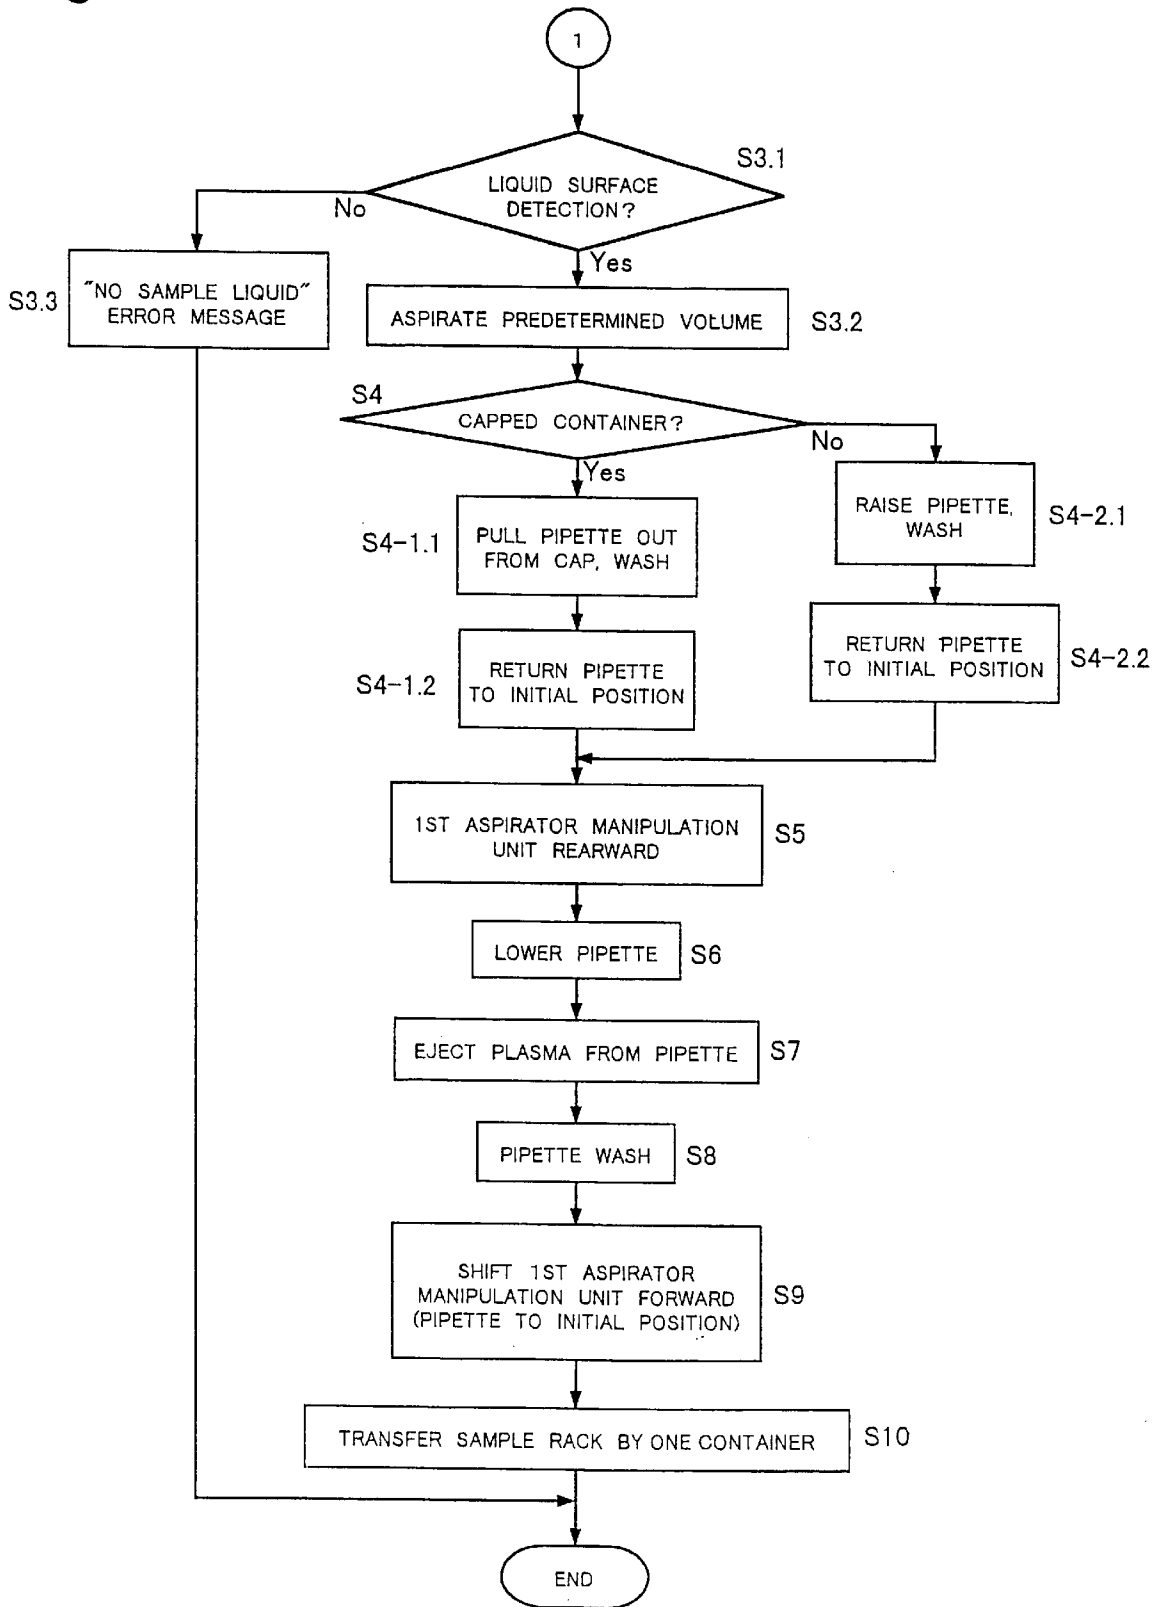 1
S3.1
LIQUID SURFACE
DETECTION?
No
Yes
S3.3
"NO SAMPLE LIQUID"
ERROR MESSAGE
ASPIRATE PREDETERMINED VOLUME
S3.2
S4
CAPPED CONTAINER?
No
Yes
S4-1.1
PULL PIPETTE OUT
FROM CAP, WASH
RAISE PIPETTE,
WASH
S4-2.1
S4-1.2
RETURN PIPETTE
TO INITIAL POSITION
RETURN PIPETTE
TO INITIAL POSITION
S4-2.2
1ST ASPIRATOR MANIPULATION
UNIT REARWARD
S5
LOWER PIPETTE
S6
EJECT PLASMA FROM PIPETTE
S7
PIPETTE WASH
S8
SHIFT 1ST ASPIRATOR
MANIPULATION UNIT FORWARD
(PIPETTE TO INITIAL POSITION)
S9
TRANSFER SAMPLE RACK BY ONE CONTAINER
S10
END